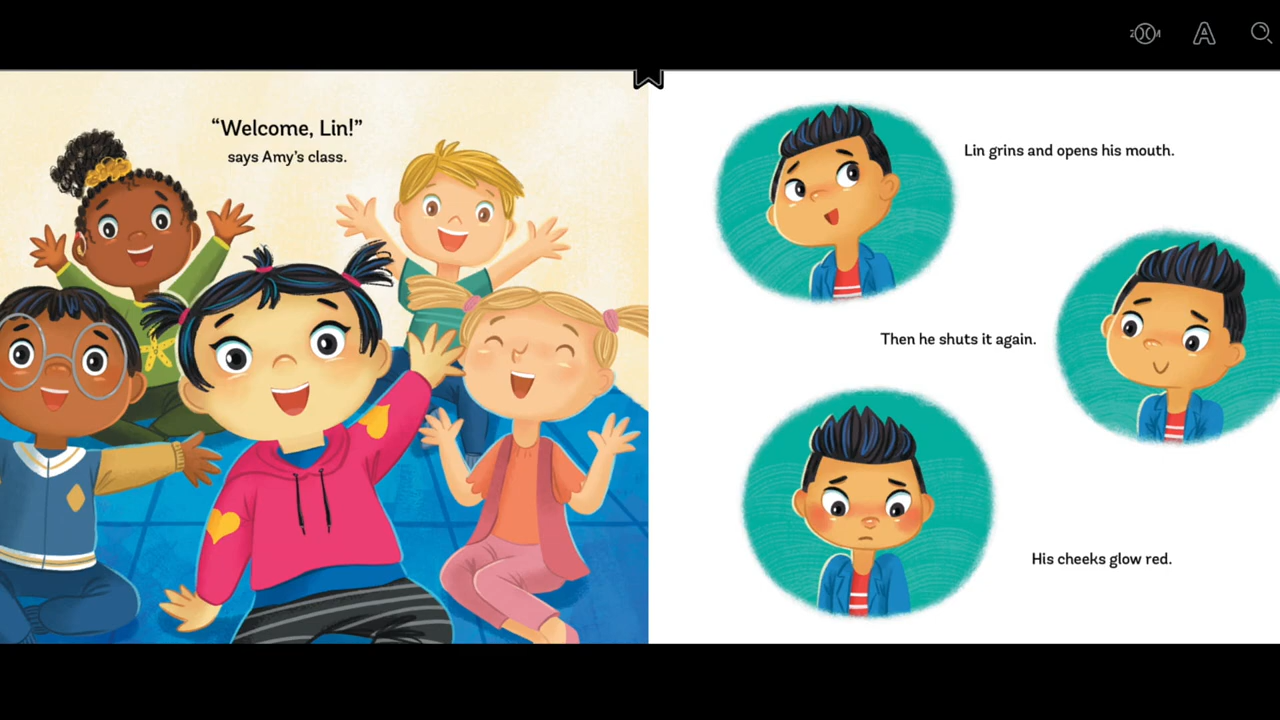 “Welcome, Lin!”
says Amy’s class.
Lin grins and opens his mouth.
Then he shuts it again.
His cheeks glow red.